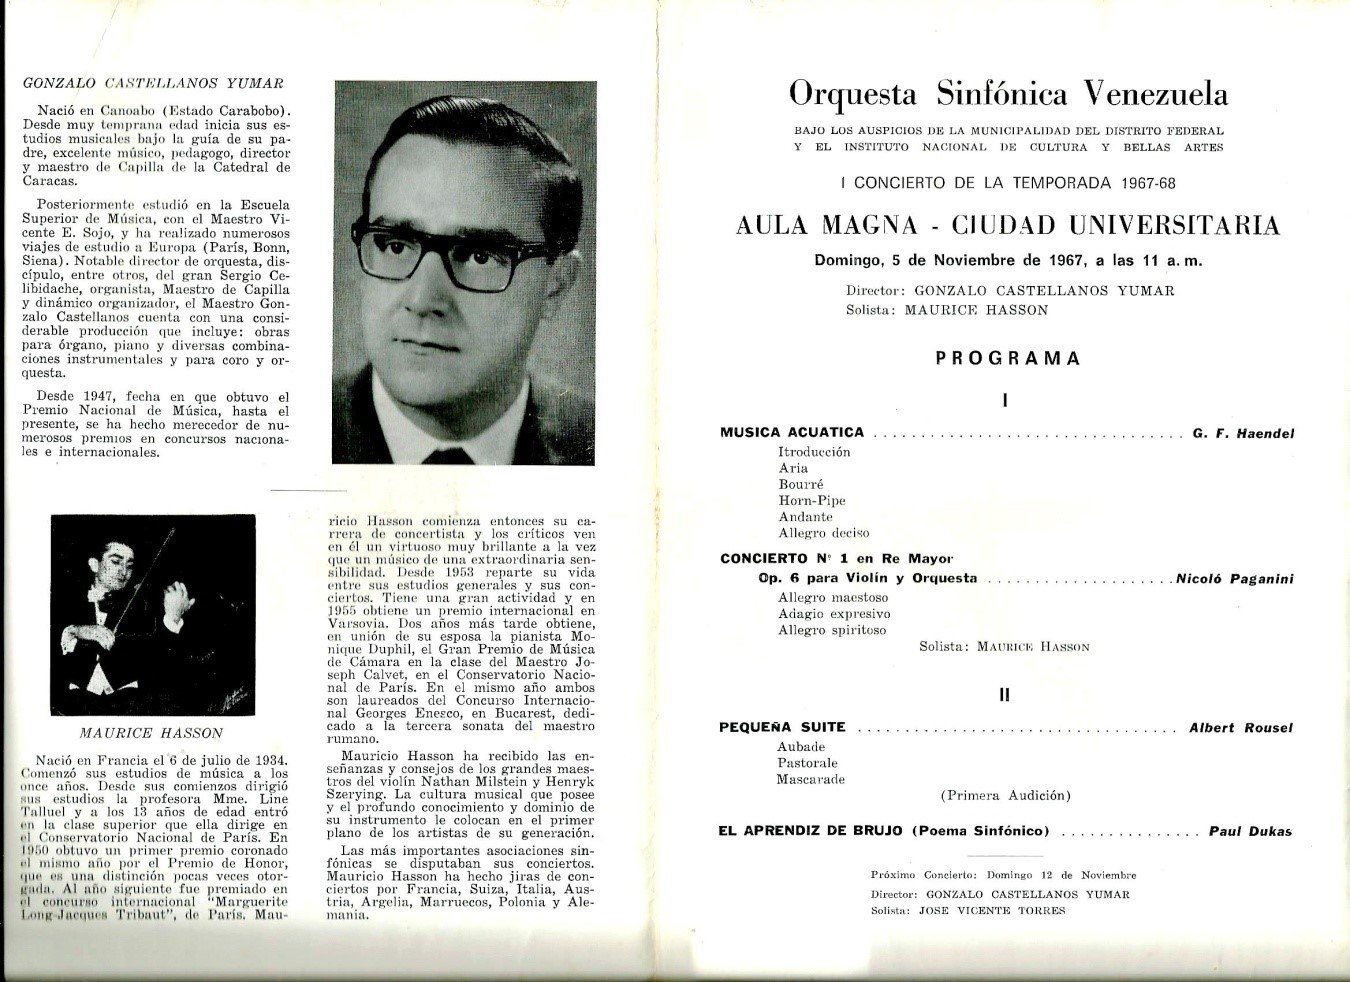 GONZALO CASTELLANOS YUMAR
Nació en Canoabo (Estado Carabobo).
Desde muy temprana edad inicia sus es-
tudios musicales bajo la guía de su pa-
dre, excelente músico, pedagogo, director
y maestro de Capilla de la Catedral de
Caracas.
Posteriormente estudió en la Escuela
Superior de Música, con el Maestro Vi-
cente E. Sojo, y ha realizado numerosos
viajes de estudio a Europa (París, Bonn,
Siena). Notable director de orquesta, dis-
cípulo, entre otros, del gran Sergio Ce-
libidache, organista, Maestro de Capilla
y dinámico organizador, el Maestro Gon-
zalo Castellanos cuenta con una consi-
derable producción que incluye: obras
para órgano, piano y diversas combina-
ciones instrumentales y para coro y or-
questa.
Desde 1947, fecha en que obtuvo el
Premio Nacional de Música, hasta el
presente, se ha hecho merecedor de nu-
merosos premios en concursos naciona-
les e internacionales.
MAURICE HASSON
Nació en Francia el 6 de julio de 1934.
Comenzó sus estudios de música a los
once años. Desde sus comienzos dirigió
sus estudios la profesora Mme. Line
Talluel y a los 13 años de edad entró
en la clase superior que ella dirige en
el Conservatorio Nacional de París. En
1950 obtuvo un primer premio coronado
el mismo año por el Premio de Honor,
que es una distinción pocas veces otor-
gada. Al año siguiente fue premiado en
el concurso internacional "Marguerite
Long-Jacques Tribaut", de París. Mau-
ricio Hasson comienza entonces su ca-
rrera de concertista y los críticos ven
en él un virtuoso muy brillante a la vez
que un músico de una extraordinaria sen-
sibilidad. Desde 1953 reparte su vida
entre sus estudios generales y sus con-
ciertos. Tiene una gran actividad y en
1955 obtiene un premio internacional en
Varsovia. Dos años más tarde obtiene,
en unión de su esposa la pianista Mo-
nique Duphil, el Gran Premio de Música
de Cámara en la clase del Maestro Jo-
seph Calvet, en el Conservatorio Nacio-
nal de París. En el mismo año ambos
son laureados del Concurso Internacio-
nal Georges Enesco, en Bucarest, dedi-
cado a la tercera sonata del maestro
rumano.
Mauricio Hasson ha recibido las en-
señanzas y consejos de los grandes maes-
tros del violín Nathan Milstein y Henryk
Szerying. La cultura musical que posee
y el profundo conocimiento y dominio de
su instrumento le colocan en el primer
plano de los artistas de su generación.
Las más importantes asociaciones sin-
fónicas se disputaban sus conciertos.
Mauricio Hasson ha hecho jiras de con-
ciertos por Francia, Suiza, Italia, Aus-
tria, Argelia, Marruecos, Polonia y Ale-
mania.
Orquesta Sinfónica Venezuela
BAJO LOS AUSPICIOS DE LA MUNICIPALIDAD DEL DISTRITO FEDERAL
Y EL INSTITUTO NACIONAL DE CULTURA Y BELLAS ARTES
I CONCIERTO DE LA TEMPORADA 1967-68
AULA MAGNA - CIUDAD UNIVERSITARIA
Domingo, 5 de Noviembre de 1967, a las 11 a.m.
Director: GONZALO CASTELLANOS YUMAR
Solista: MAURICE HASSON
PROGRAMA
I
MUSICA ACUATICA ................................ G. F. Haendel
Itroducción
Aria
Bourré
Horn-Pipe
Andante
Allegro deciso
CONCIERTO Nº 1 en Re Mayor
Op. 6 para Violín y Orquesta .................... Nicoló Paganini
Allegro maestoso
Adagio expresivo
Allegro spiritoso
Solista: MAURICE HASSON
II
PEQUEÑA SUITE ................................. Albert Rousel
Aubade
Pastorale
Mascarade
(Primera Audición)
EL APRENDIZ DE BRUJO (Poema Sinfónico) ............... Paul Dukas
Próximo Concierto: Domingo 12 de Noviembre
Director: GONZALO CASTELLANOS YUMAR
Solista: JOSE VICENTE TORRES